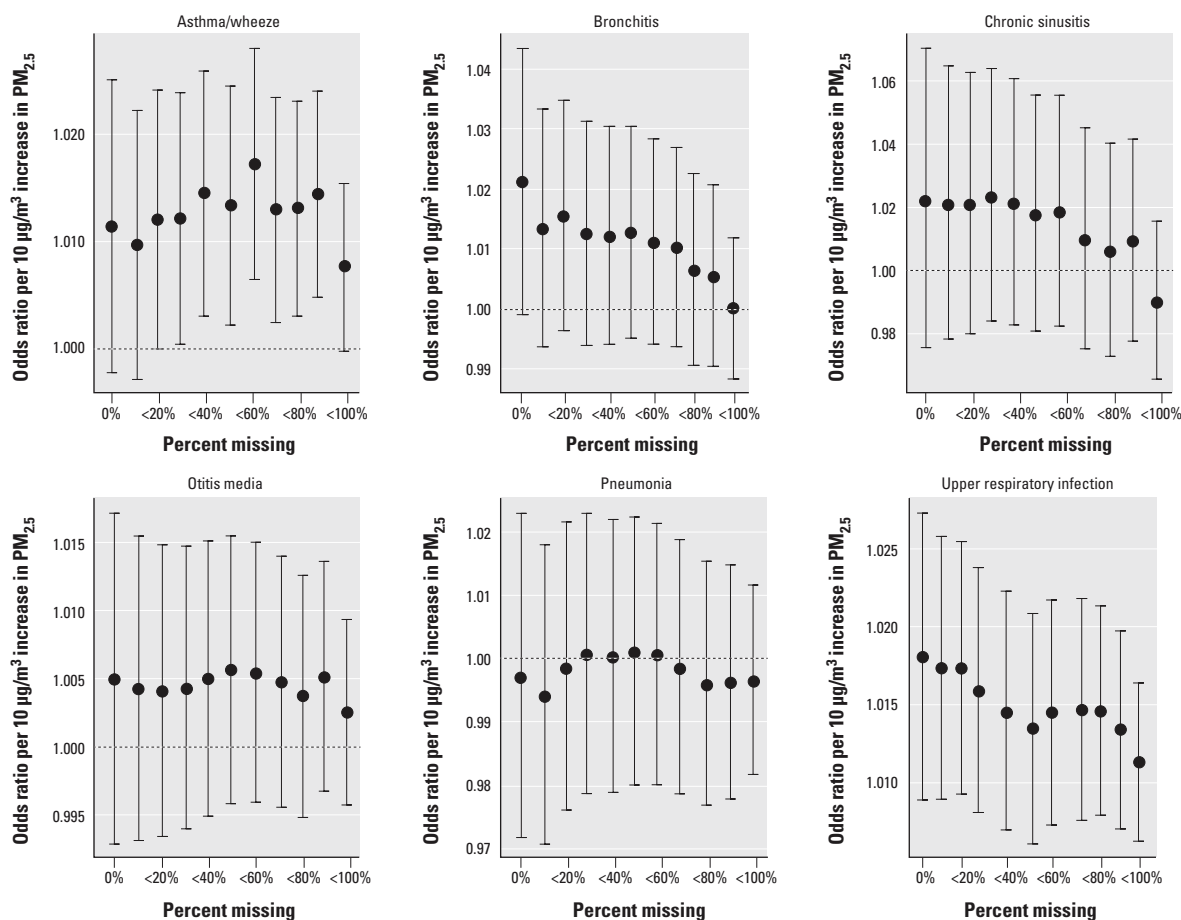 Asthma/wheeze
Odds ratio per 10 µg/m³ increase in PM2.5
1.020
1.010
1.000
0% <20% <40% <60% <80% <100%
Percent missing
Bronchitis
Odds ratio per 10 µg/m³ increase in PM2.5
1.04
1.03
1.02
1.01
1.00
0.99
0% <20% <40% <60% <80% <100%
Percent missing
Chronic sinusitis
Odds ratio per 10 µg/m³ increase in PM2.5
1.06
1.04
1.02
1.00
0.98
0% <20% <40% <60% <80% <100%
Percent missing
Otitis media
Odds ratio per 10 µg/m³ increase in PM2.5
1.015
1.010
1.005
1.000
0.995
0% <20% <40% <60% <80% <100%
Percent missing
Pneumonia
Odds ratio per 10 µg/m³ increase in PM2.5
1.02
1.01
1.00
0.99
0.98
0.97
0% <20% <40% <60% <80% <100%
Percent missing
Upper respiratory infection
Odds ratio per 10 µg/m³ increase in PM2.5
1.025
1.020
1.015
1.010
0% <20% <40% <60% <80% <100%
Percent missing